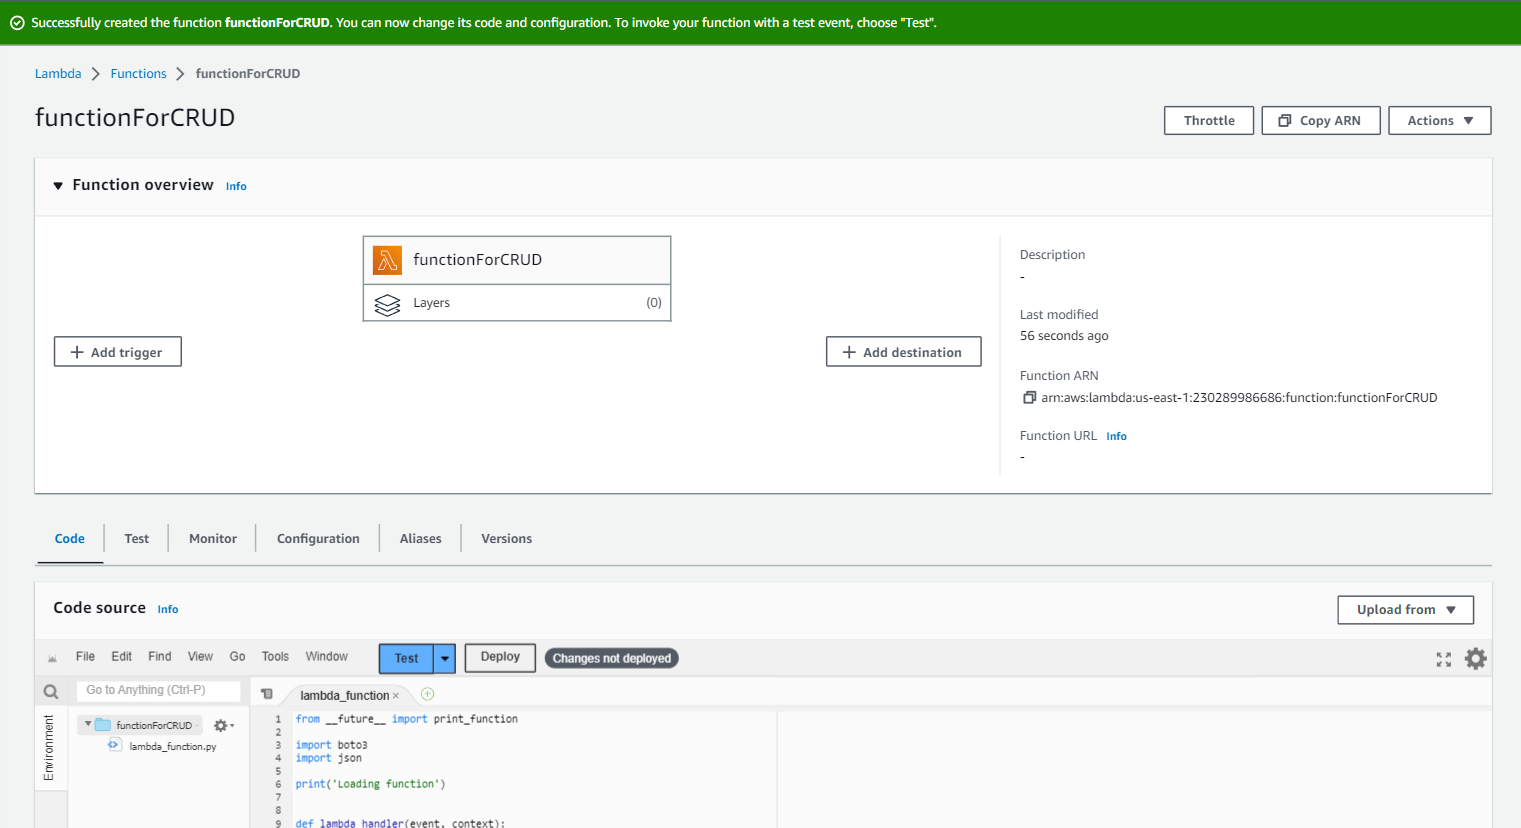 Successfully created the function functionForCRUD. You can now change its code and configuration. To invoke your function with a test event, choose "Test".
Lambda > Functions > functionForCRUD
functionForCRUD
Throttle
Copy ARN
Actions
Function overview Info
functionForCRUD
Layers (0)
+ Add trigger
+ Add destination
Description
-
Last modified
56 seconds ago
Function ARN
arn:aws:lambda:us-east-1:230289986686:function:functionForCRUD
Function URL Info
-
Code Test Monitor Configuration Aliases Versions
Code source Info
Upload from
File Edit Find View Go Tools Window Test Deploy Changes not deployed
Go to Anything (Ctrl-P)
lambda_function ×
Environment
functionForCRUD -
lambda_function.py
1 from __future__ import print_function
2
3 import boto3
4 import json
5
6 print('Loading function')
7
8
9 def lambda_handler(event, context):